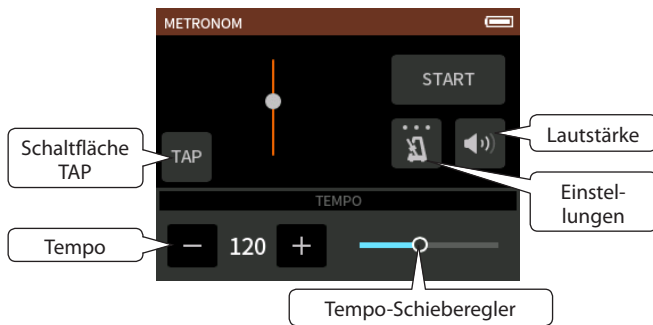 METRONOM
START
Schaltfläche
TAP
TAP
Lautstärke
Einstel-
lungen
TEMPO
Tempo
120
Tempo-Schieberegler